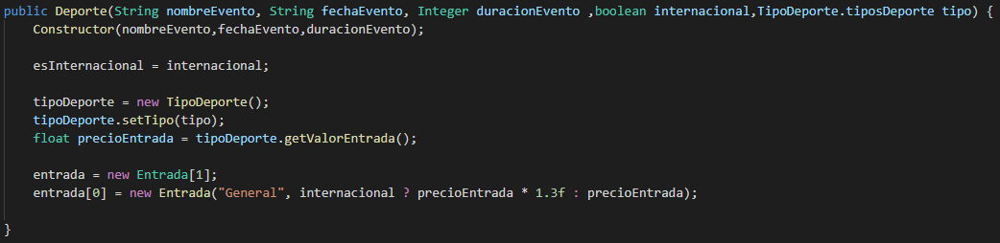 public Deporte(String nombreEvento, String fechaEvento, Integer duracionEvento ,boolean internacional,TipoDeporte.tiposDeporte tipo) {
Constructor(nombreEvento,fechaEvento,duracionEvento);
esInternacional = internacional;
tipoDeporte = new TipoDeporte();
tipoDeporte.setTipo(tipo);
float precioEntrada = tipoDeporte.getValorEntrada();
entrada = new Entrada[1];
entrada[0] = new Entrada("General", internacional ? precioEntrada * 1.3f : precioEntrada);
}